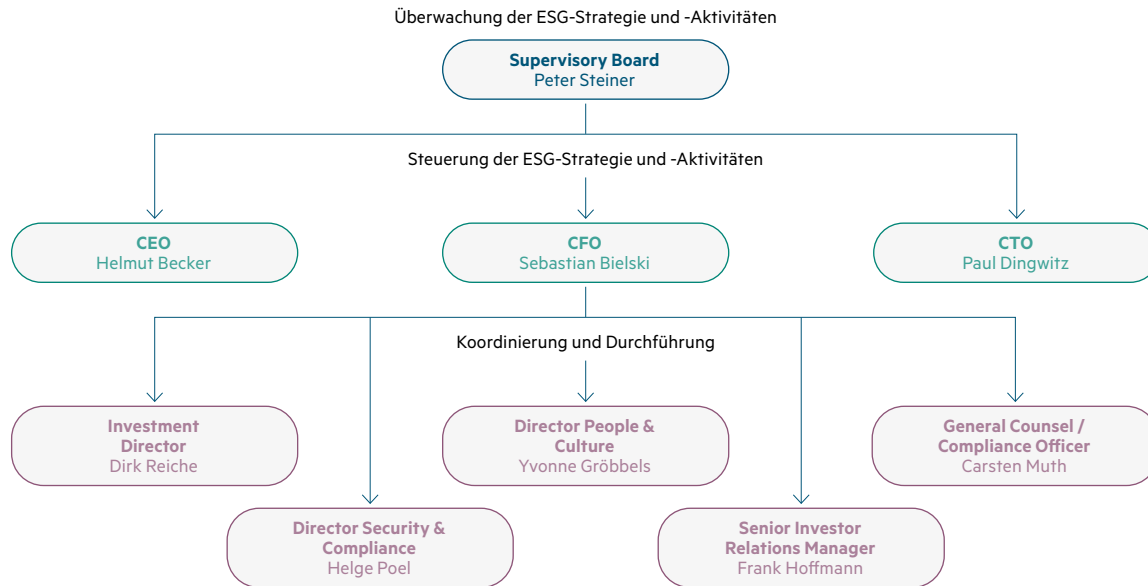 Überwachung der ESG-Strategie und -Aktivitäten
Supervisory Board
Peter Steiner
Steuerung der ESG-Strategie und -Aktivitäten
CEO
Helmut Becker
CFO
Sebastian Bielski
CTO
Paul Dingwitz
Koordinierung und Durchführung
Investment
Director
Dirk Reiche
Director People &
Culture
Yvonne Gröbbels
General Counsel /
Compliance Officer
Carsten Muth
Director Security &
Compliance
Helge Poel
Senior Investor
Relations Manager
Frank Hoffmann